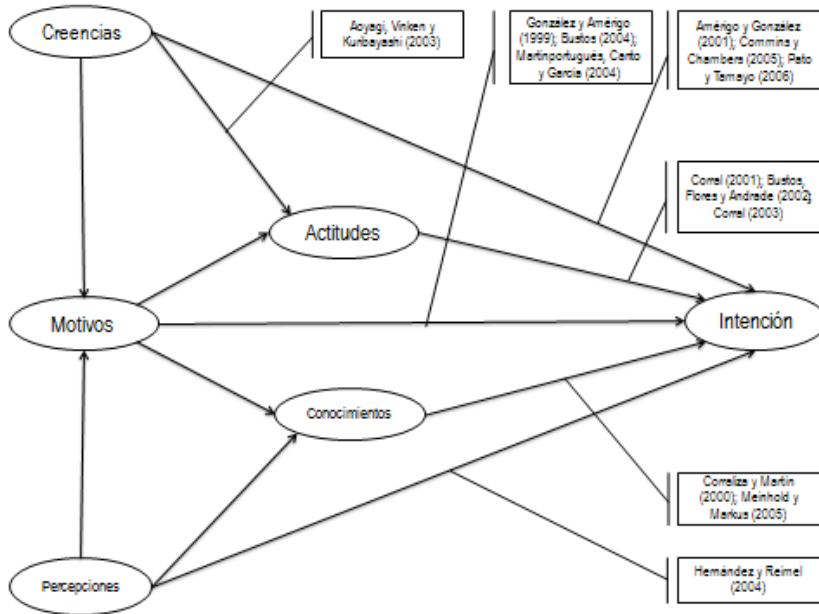 Creencias
Aoyagi, Vinken y
Kuribayashi (2003)
González y Amérigo
(1999); Bustos (2004);
Martinportugués, Canto
y García (2004)
Amérigo y González
(2001); Commins y
Chambers (2005); Pato
y Tamayo (2006)
Corral (2001); Bustos,
Flores y Andrade (2002);
Corral (2003)
Actitudes
Motivos
Intención
Conocimientos
Corraliza y Martín
(2000); Meinhold y
Markus (2005)
Percepciones
Hernández y Reimel
(2004)